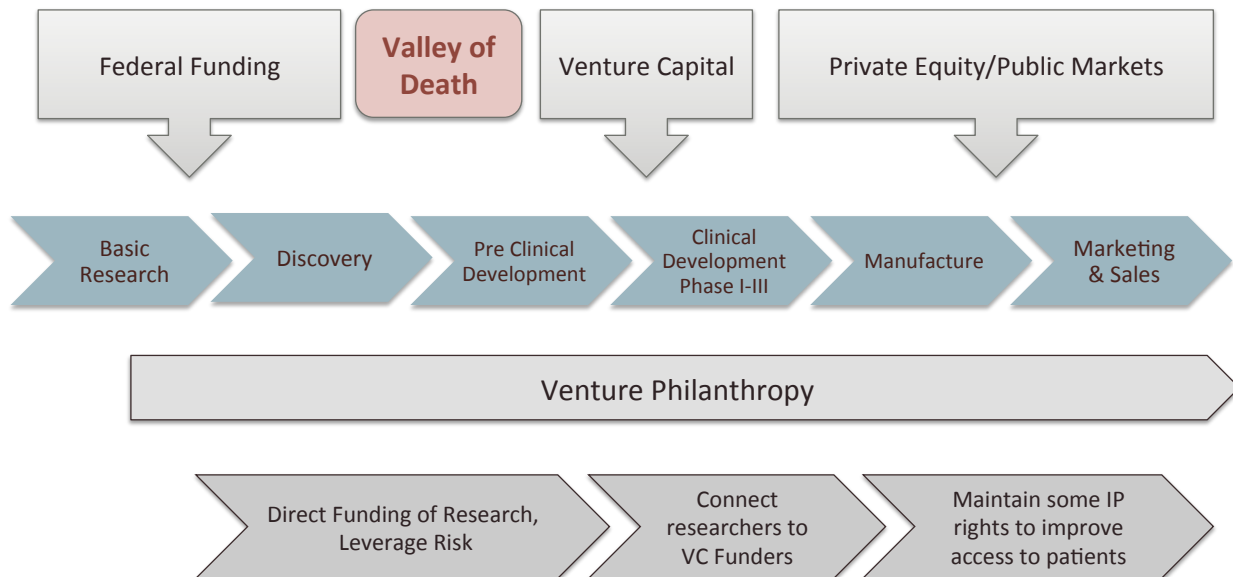 Federal Funding
Valley of
Death
Venture Capital
Private Equity/Public Markets
Basic
Research
Discovery
Pre Clinical
Development
Clinical
Development
Phase I-III
Manufacture
Marketing
& Sales
Venture Philanthropy
Direct Funding of Research,
Leverage Risk
Connect
researchers to
VC Funders
Maintain some IP
rights to improve
access to patients